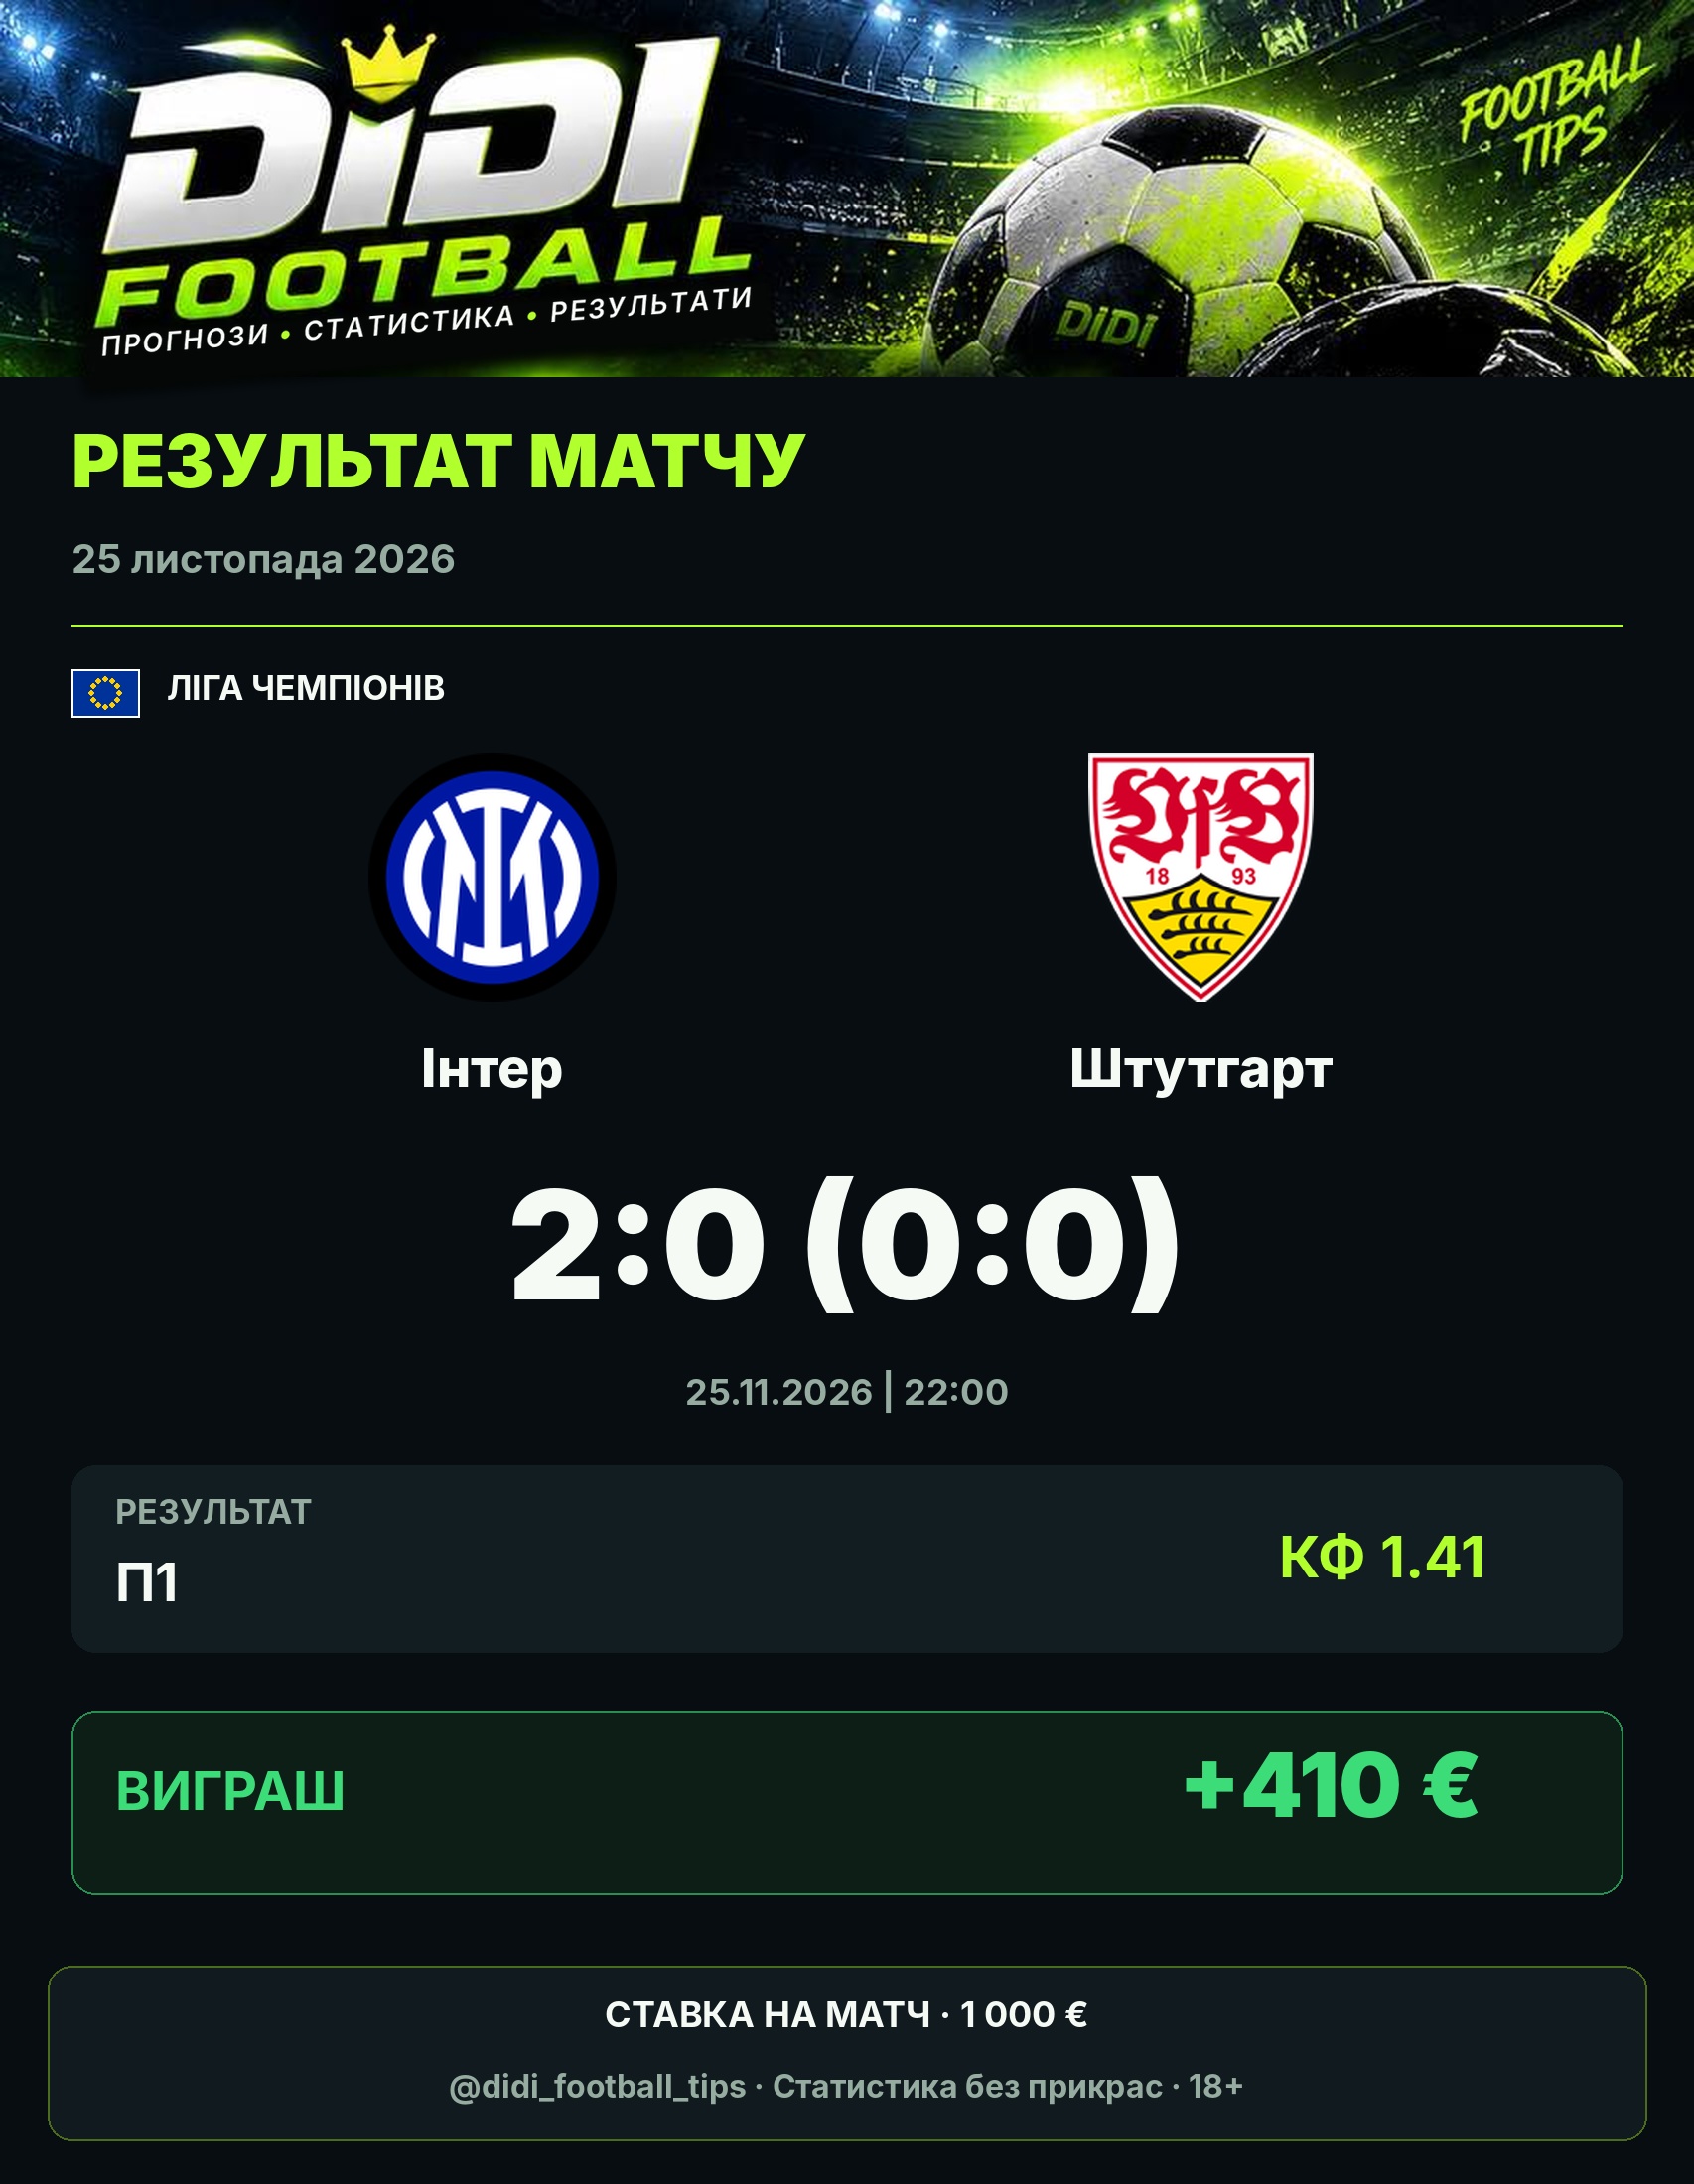 DIDI
FOOTBALL
ПРОГНОЗИ • СТАТИСТИКА • РЕЗУЛЬТАТИ
FOOTBALL
TIPS
DIDI
РЕЗУЛЬТАТ МАТЧУ
25 листопада 2026
ЛІГА ЧЕМПІОНІВ
VfB
18 93
Інтер
Штутгарт
2:0 (0:0)
25.11.2026 | 22:00
РЕЗУЛЬТАТ
П1
КФ 1.41
ВИГРАШ
+410 €
СТАВКА НА МАТЧ · 1 000 €
@didi_football_tips · Статистика без прикрас · 18+